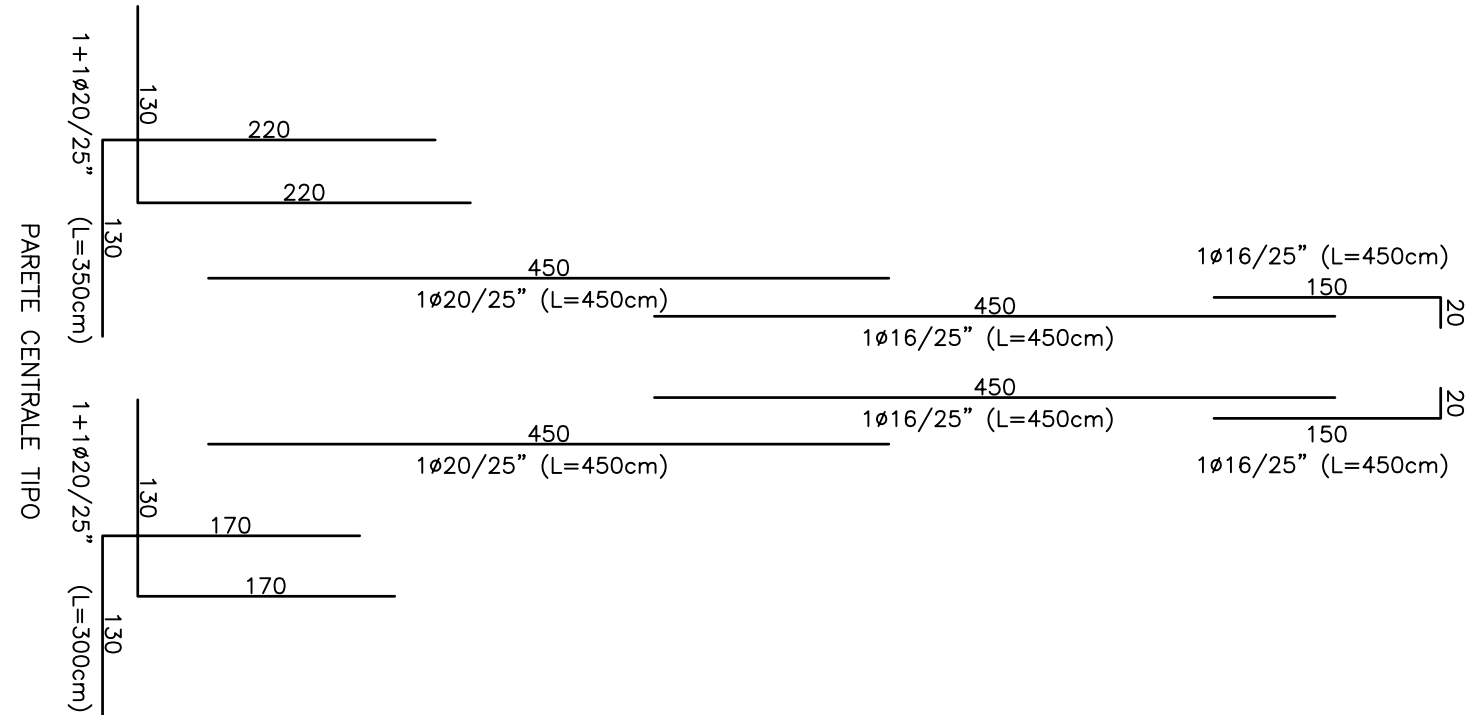 1+1ø20/25” (L=350cm)
130
220
130
220
450
1ø20/25” (L=450cm)
450
1ø16/25” (L=450cm)
1ø16/25” (L=450cm)
150
20
PARETE CENTRALE TIPO
1+1ø20/25” (L=300cm)
130
170
130
170
450
1ø20/25” (L=450cm)
450
1ø16/25” (L=450cm)
20
150
1ø16/25” (L=450cm)